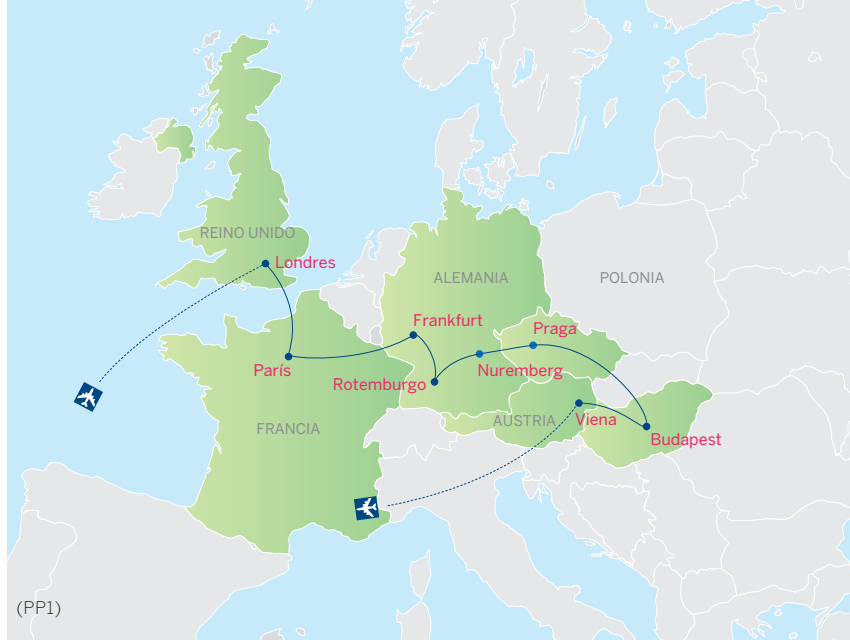 REINO UNIDO
Londres
ALEMANIA
POLONIA
Frankfurt
Praga
París
Rotemburgo
Nuremberg
FRANCIA
AUSTRIA
Viena
Budapest
(PP1)